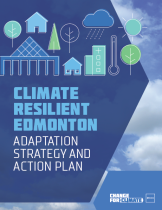 CLIMATE
RESILIENT
EDMONTON
ADAPTATION
STRATEGY AND
ACTION PLAN
CHANGE
FOR CLIMATE